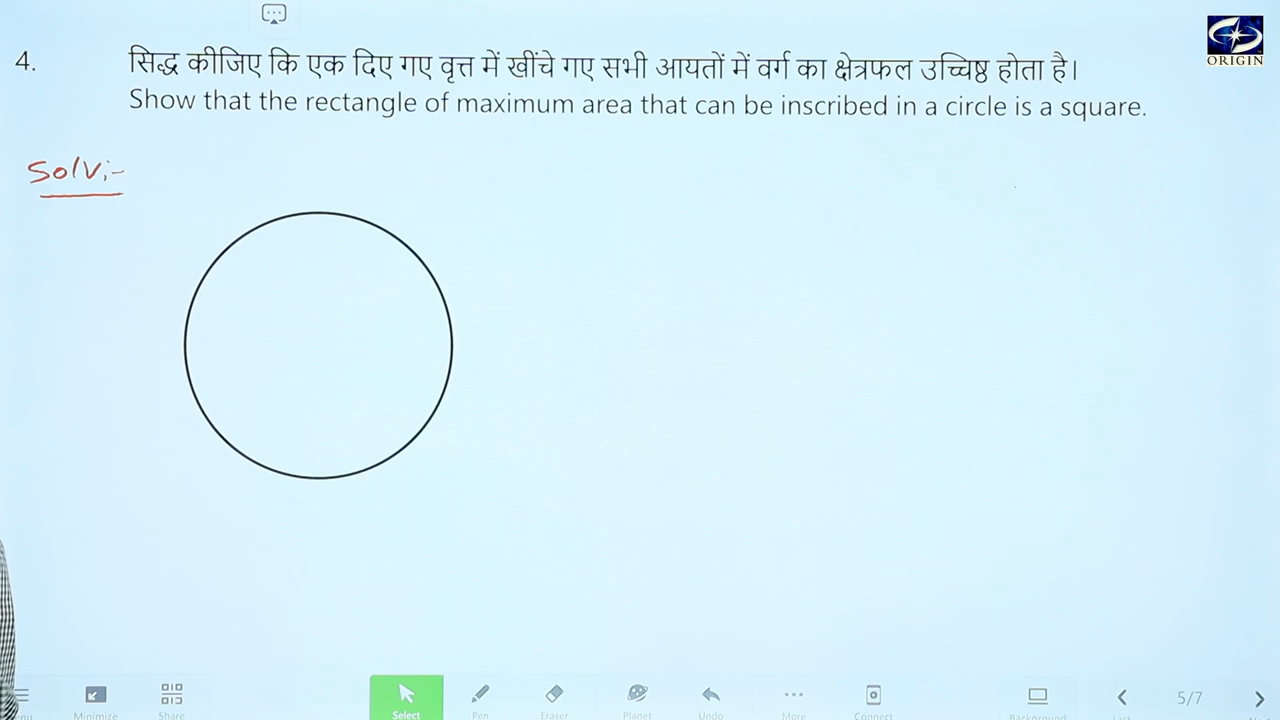 4. सिद्ध कीजिए कि एक दिए गए वृत्त में खींचे गए सभी आयतों में वर्ग का क्षेत्रफल उच्चिष्ठ होता है।
ORIGIN
Show that the rectangle of maximum area that can be inscribed in a circle is a square.
Solv:-
5/7
Minimize Share Select Pen Eraser Planet Undo More Connect Background